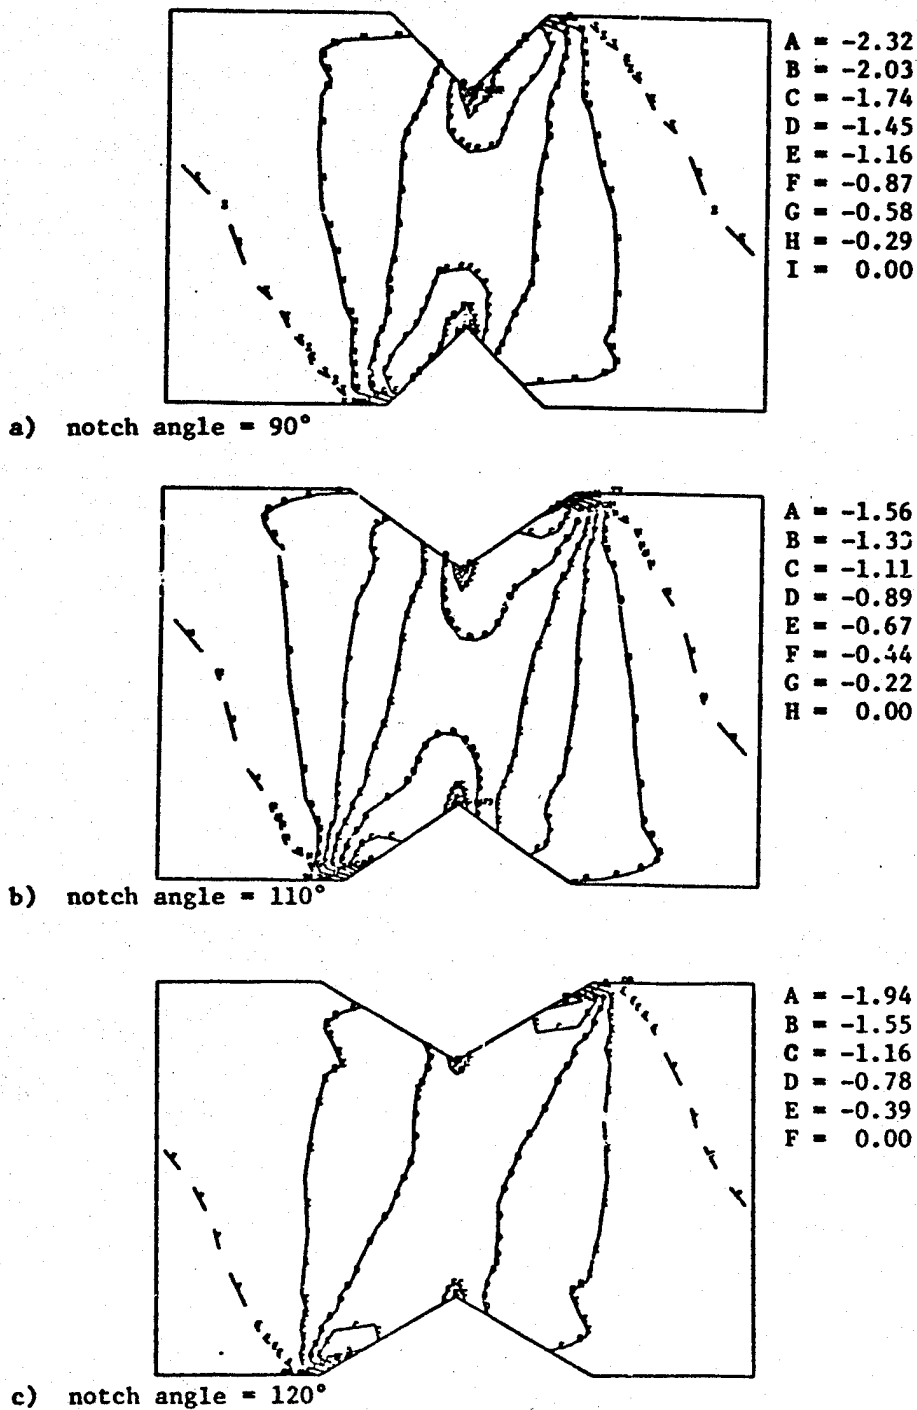 A = -2.32
B = -2.03
C = -1.74
D = -1.45
E = -1.16
F = -0.87
G = -0.58
H = -0.29
I = 0.00
a) notch angle = 90°
A = -1.56
B = -1.33
C = -1.11
D = -0.89
E = -0.67
F = -0.44
G = -0.22
H = 0.00
b) notch angle = 110°
A = -1.94
B = -1.55
C = -1.16
D = -0.78
E = -0.39
F = 0.00
c) notch angle = 120°